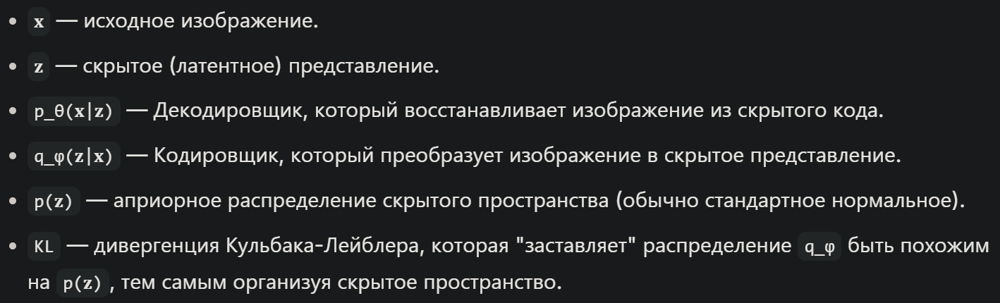 • x — исходное изображение.
• z — скрытое (латентное) представление.
• p_θ(x|z) — Декодировщик, который восстанавливает изображение из скрытого кода.
• q_φ(z|x) — Кодировщик, который преобразует изображение в скрытое представление.
• p(z) — априорное распределение скрытого пространства (обычно стандартное нормальное).
• KL — дивергенция Кульбака-Лейблера, которая "заставляет" распределение q_φ быть похожим
на p(z), тем самым организуя скрытое пространство.